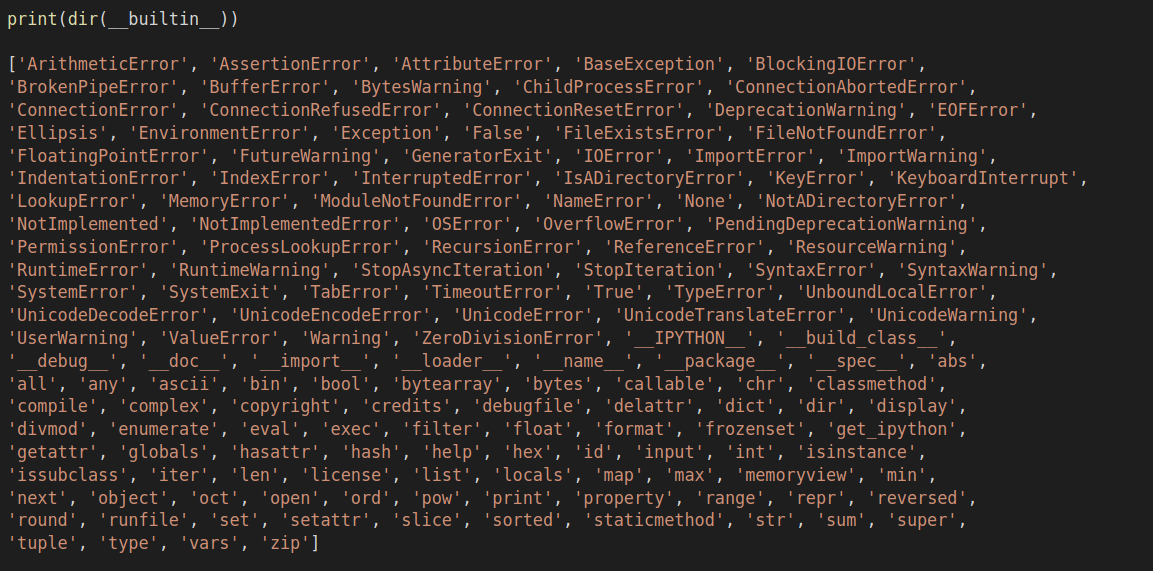 print(dir(__builtin__))
['ArithmeticError', 'AssertionError', 'AttributeError', 'BaseException', 'BlockingIOError',
'BrokenPipeError', 'BufferError', 'BytesWarning', 'ChildProcessError', 'ConnectionAbortedError',
'ConnectionError', 'ConnectionRefusedError', 'ConnectionResetError', 'DeprecationWarning', 'EOFError',
'Ellipsis', 'EnvironmentError', 'Exception', 'False', 'FileExistsError', 'FileNotFoundError',
'FloatingPointError', 'FutureWarning', 'GeneratorExit', 'IOError', 'ImportError', 'ImportWarning',
'IndentationError', 'IndexError', 'InterruptedError', 'IsADirectoryError', 'KeyError', 'KeyboardInterrupt',
'LookupError', 'MemoryError', 'ModuleNotFoundError', 'NameError', 'None', 'NotADirectoryError',
'NotImplemented', 'NotImplementedError', 'OSError', 'OverflowError', 'PendingDeprecationWarning',
'PermissionError', 'ProcessLookupError', 'RecursionError', 'ReferenceError', 'ResourceWarning',
'RuntimeError', 'RuntimeWarning', 'StopAsyncIteration', 'StopIteration', 'SyntaxError', 'SyntaxWarning',
'SystemError', 'SystemExit', 'TabError', 'TimeoutError', 'True', 'TypeError', 'UnboundLocalError',
'UnicodeDecodeError', 'UnicodeEncodeError', 'UnicodeError', 'UnicodeTranslateError', 'UnicodeWarning',
'UserWarning', 'ValueError', 'Warning', 'ZeroDivisionError', '__IPYTHON__', '__build_class__',
'__debug__', '__doc__', '__import__', '__loader__', '__name__', '__package__', '__spec__', 'abs',
'all', 'any', 'ascii', 'bin', 'bool', 'bytearray', 'bytes', 'callable', 'chr', 'classmethod',
'compile', 'complex', 'copyright', 'credits', 'debugfile', 'delattr', 'dict', 'dir', 'display',
'divmod', 'enumerate', 'eval', 'exec', 'filter', 'float', 'format', 'frozenset', 'get_ipython',
'getattr', 'globals', 'hasattr', 'hash', 'help', 'hex', 'id', 'input', 'int', 'isinstance',
'issubclass', 'iter', 'len', 'license', 'list', 'locals', 'map', 'max', 'memoryview', 'min',
'next', 'object', 'oct', 'open', 'ord', 'pow', 'print', 'property', 'range', 'repr', 'reversed',
'round', 'runfile', 'set', 'setattr', 'slice', 'sorted', 'staticmethod', 'str', 'sum', 'super',
'tuple', 'type', 'vars', 'zip']